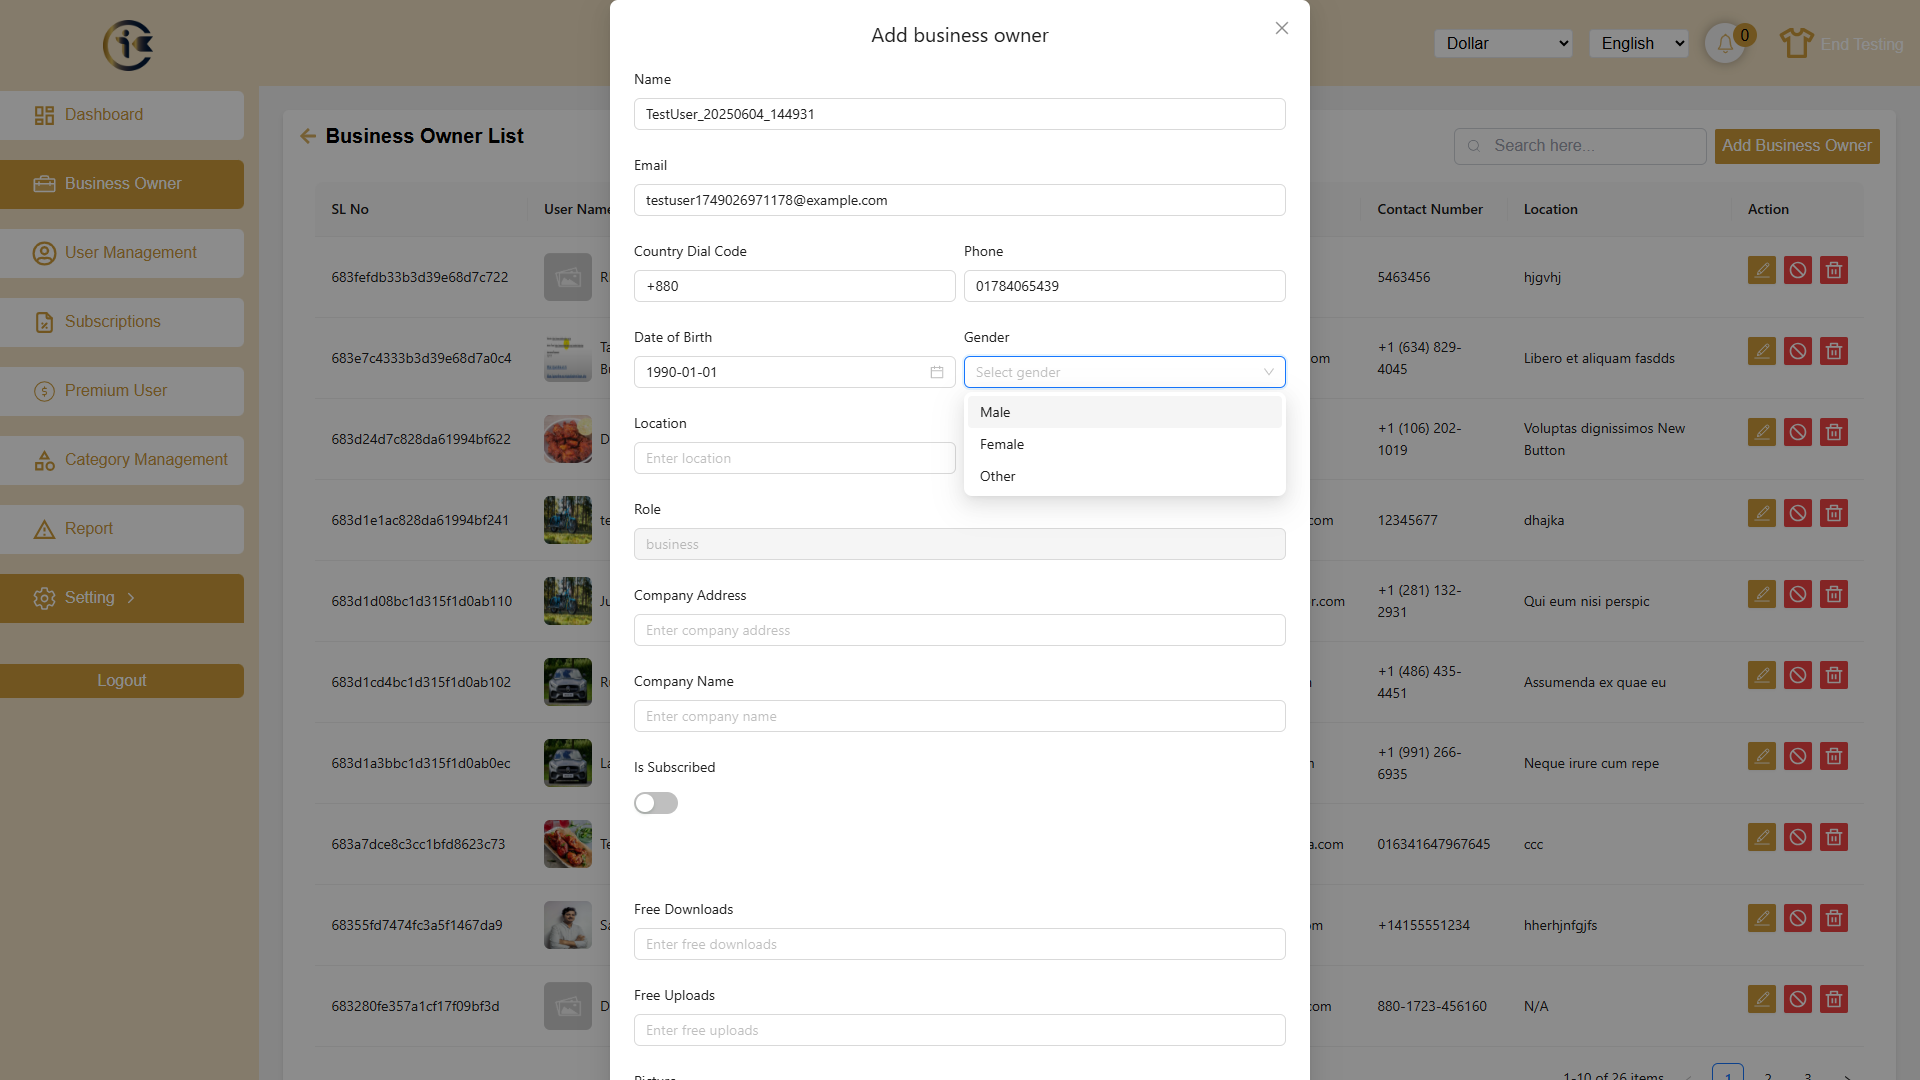 Add business owner
Dollar
English
0
End Testing
Name
TestUser_20250604_144931
Dashboard
Business Owner List
Search here...
Add Business Owner
Email
Business Owner
testuser1749026971178@example.com
SL No
User Name
Contact Number
Location
Action
User Management
Country Dial Code
Phone
683fefdb33b3d39e68d7c722
+880
01784065439
5463456
hjgvhj
Subscriptions
Date of Birth
Gender
683e7c4333b3d39e68d7a0c4
1990-01-01
Select gender
+1 (634) 829-
4045
Libero et aliquam fasdds
Premium User
Male
Female
Other
Location
Enter location
683d24d7c828da61994bf622
+1 (106) 202-
1019
Voluptas dignissimos New
Button
Category Management
Role
business
683d1e1ac828da61994bf241
12345677
dhajka
Report
Company Address
Enter company address
683d1d08bc1d315f1d0ab110
+1 (281) 132-
2931
Qui eum nisi perspic
Setting
Company Name
Enter company name
683d1cd4bc1d315f1d0ab102
+1 (486) 435-
4451
Assumenda ex quae eu
Logout
Is Subscribed
683d1a3bbc1d315f1d0ab0ec
+1 (991) 266-
6935
Neque irure cum repe
683a7dce8c3cc1bfd8623c73
016341647967645
ccc
Free Downloads
Enter free downloads
68355fd7474fc3a5f1467da9
+14155551234
hherhjnfgjfs
Free Uploads
Enter free uploads
683280fe357a1cf17f09bf3d
880-1723-456160
N/A
Picture
1-10 of 26 items
1
2
3